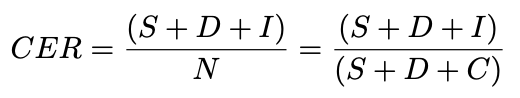 CER = (S + D + I) / N = (S + D + I) / (S + D + C)